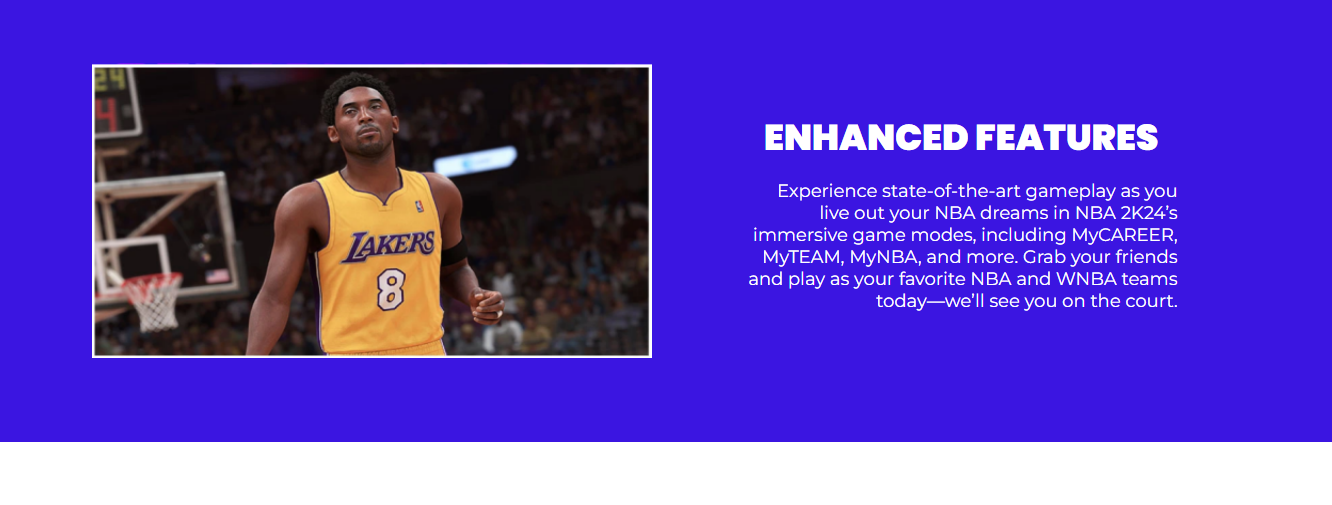 24
4
LAKERS
8
ENHANCED FEATURES
Experience state-of-the-art gameplay as you
live out your NBA dreams in NBA 2K24's
immersive game modes, including MyCAREER,
MyTEAM, MyNBA, and more. Grab your friends
and play as your favorite NBA and WNBA teams
today—we'll see you on the court.